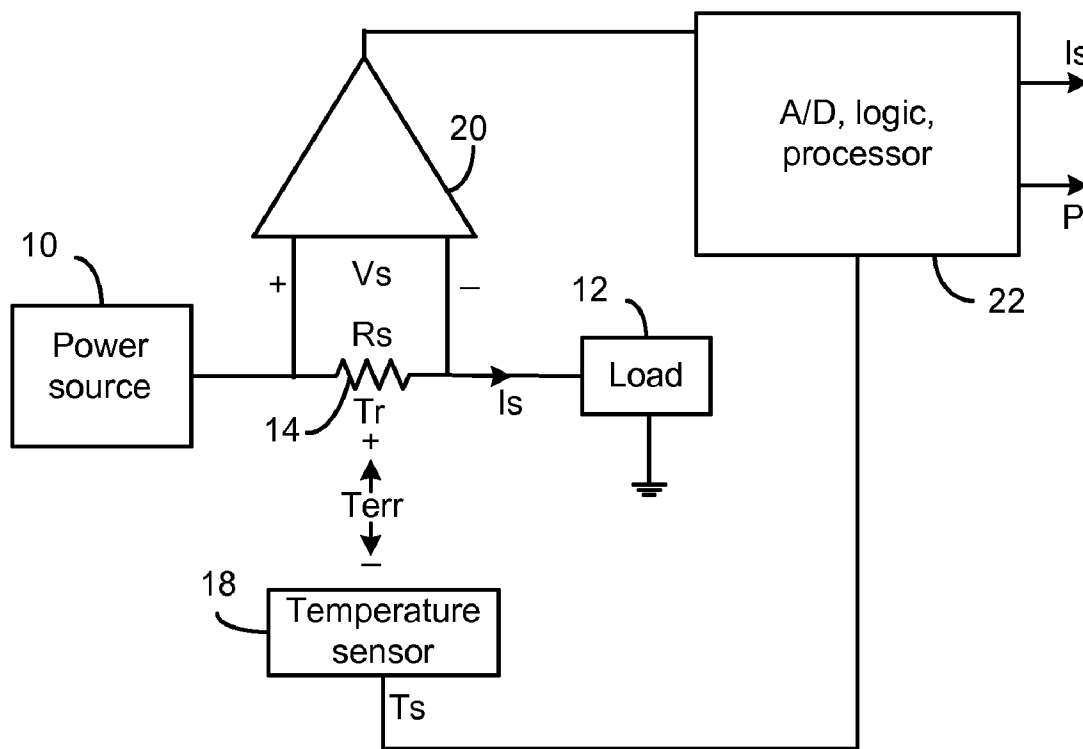 Is
A/D, logic,
processor
20
P
10
+
Vs
–
12
22
Power
source
Rs
Load
14
Tr
Is
+
Terr
–
18
Temperature
sensor
Ts